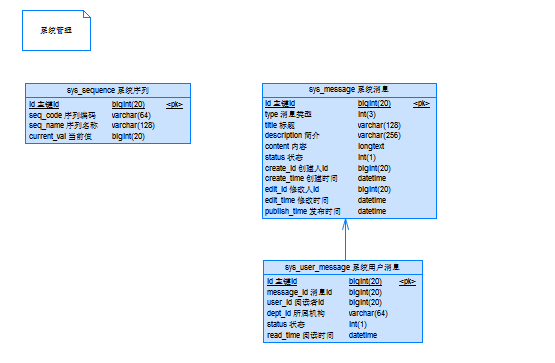 系统管理
sys_sequence 系统序列
id 主键id bigint(20) <pk>
seq_code 序列编码 varchar(64)
seq_name 序列名称 varchar(128)
current_val 当前值 bigint(20)
sys_message 系统消息
id 主键id bigint(20) <pk>
type 消息类型 int(3)
title 标题 varchar(128)
description 简介 varchar(256)
content 内容 longtext
status 状态 int(1)
create_id 创建人id bigint(20)
create_time 创建时间 datetime
edit_id 修改人id bigint(20)
edit_time 修改时间 datetime
publish_time 发布时间 datetime
sys_user_message 系统用户消息
id 主键id bigint(20) <pk>
message_id 消息id bigint(20)
user_id 阅读者id bigint(20)
dept_id 所属机构 varchar(64)
status 状态 int(1)
read_time 阅读时间 datetime